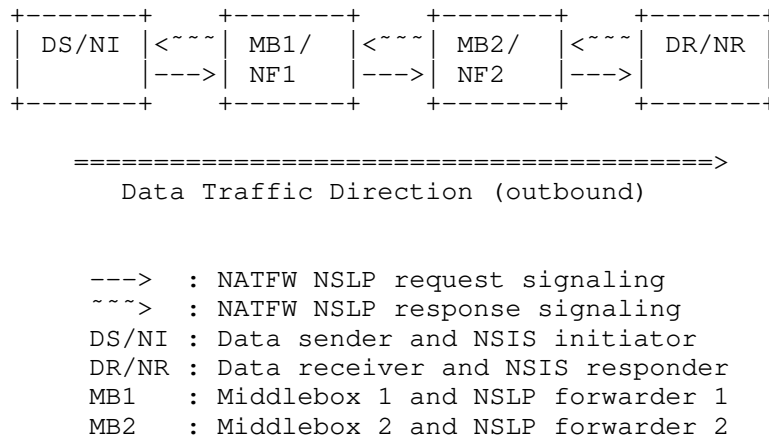 +-------+    +-------+    +-------+    +-------+
| DS/NI |<˜˜˜| MB1/  |<˜˜˜| MB2/  |<˜˜˜| DR/NR |
|       |--->| NF1   |--->| NF2   |--->|       |
+-------+    +-------+    +-------+    +-------+
========================================>
Data Traffic Direction (outbound)
---> : NATFW NSLP request signaling
˜˜˜> : NATFW NSLP response signaling
DS/NI : Data sender and NSIS initiator
DR/NR : Data receiver and NSIS responder
MB1 : Middlebox 1 and NSLP forwarder 1
MB2 : Middlebox 2 and NSLP forwarder 2